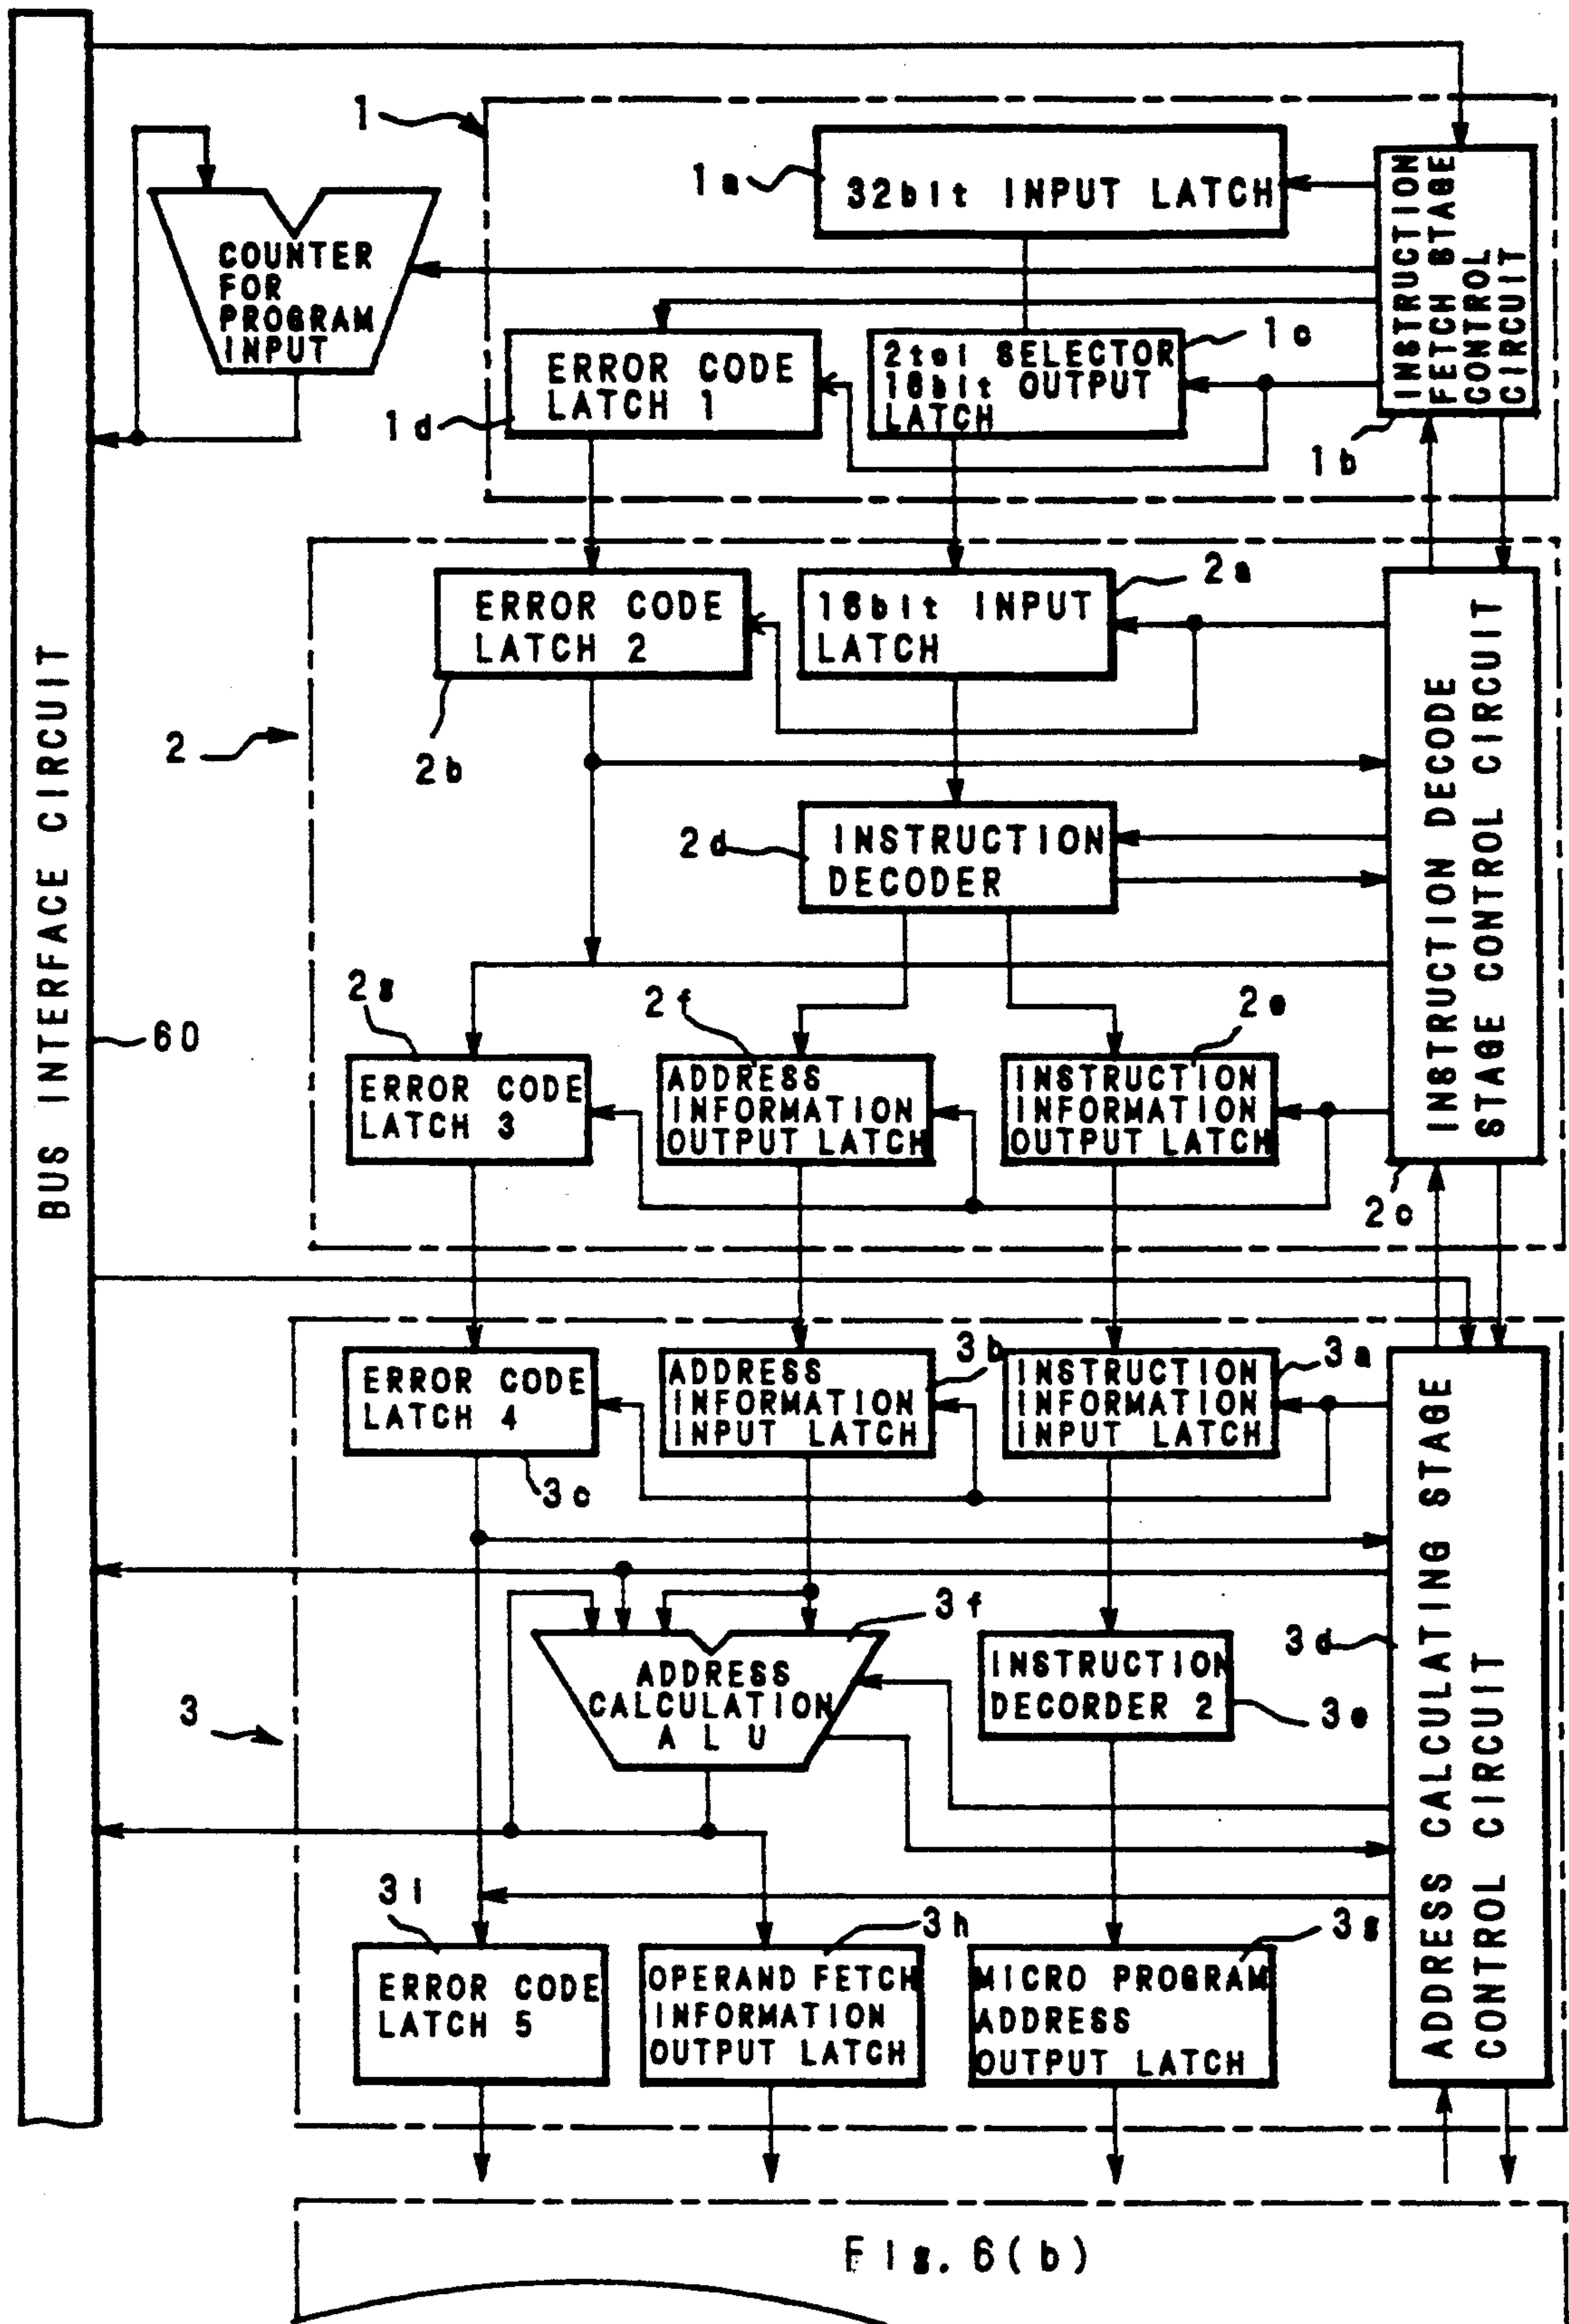 BUS INTERFACE CIRCUIT
60
1
1a
32bit INPUT LATCH
INSTRUCTION
FETCH STAGE
CONTROL
CIRCUIT
1b
COUNTER
FOR
PROGRAM
INPUT
ERROR CODE
LATCH 1
1d
2to1 SELECTOR
16bit OUTPUT
LATCH
1c
2
ERROR CODE
LATCH 2
2b
16bit INPUT
LATCH
2a
INSTRUCTION DECODE
STAGE CONTROL CIRCUIT
2c
2d
INSTRUCTION
DECODER
2g
ERROR CODE
LATCH 3
2f
ADDRESS
INFORMATION
OUTPUT LATCH
2e
INSTRUCTION
INFORMATION
OUTPUT LATCH
3
ERROR CODE
LATCH 4
3c
ADDRESS
INFORMATION
INPUT LATCH
3b
INSTRUCTION
INFORMATION
INPUT LATCH
3a
ADDRESS CALCULATING STAGE
CONTROL CIRCUIT
3d
3f
ADDRESS
CALCULATION
A L U
INSTRUCTION
DECORDER 2
3e
3i
ERROR CODE
LATCH 5
3h
OPERAND FETCH
INFORMATION
OUTPUT LATCH
3g
MICRO PROGRAM
ADDRESS
OUTPUT LATCH
Fig. 6(b)